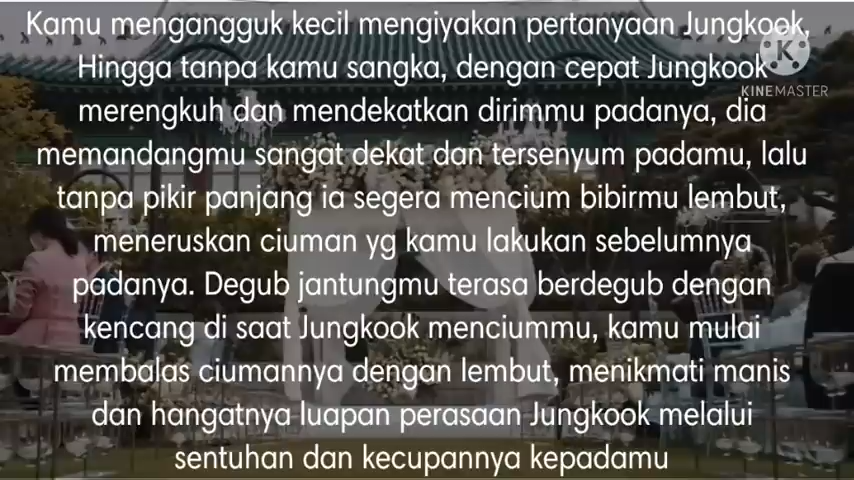 Kamu mengangguk kecil mengiyakan pertanyaan Jungkook,
Hingga tanpa kamu sangka, dengan cepat Jungkook
merengkuh dan mendekatkan dirimmu padanya, dia
memandangmu sangat dekat dan tersenyum padamu, lalu
tanpa pikir panjang ia segera mencium bibirmu lembut,
meneruskan ciuman yg kamu lakukan sebelumnya
padanya. Degub jantungmu terasa berdegub dengan
kencang di saat Jungkook menciummu, kamu mulai
membalas ciumannya dengan lembut, menikmati manis
dan hangatnya luapan perasaan Jungkook melalui
sentuhan dan kecupannya kepadamu
K
KINEMASTER